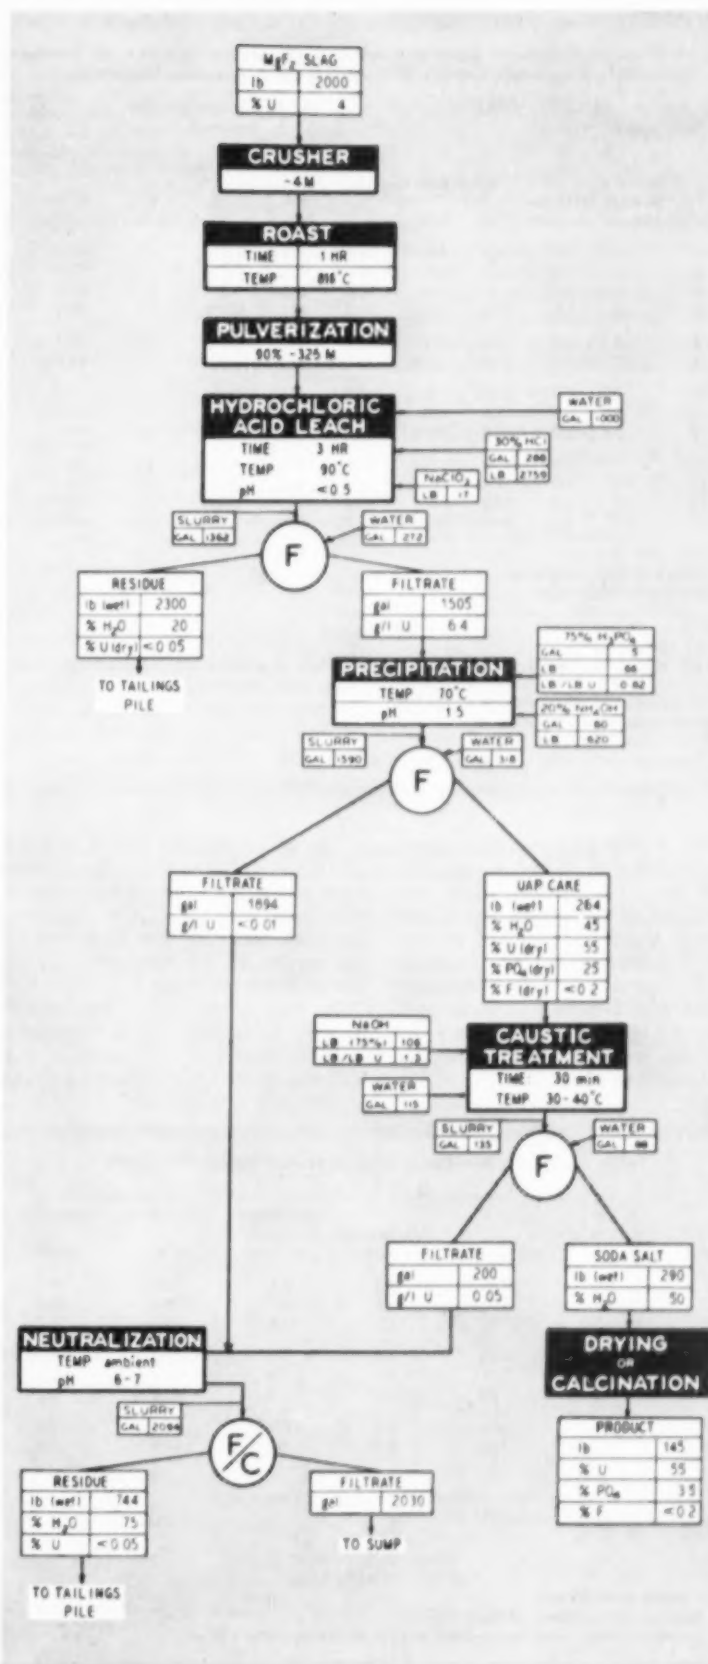 MgF₂ SLAG
lb 2000
% U 4
CRUSHER
-4 M
ROAST
TIME 1 HR
TEMP 816°C
PULVERIZATION
90% -325 M
HYDROCHLORIC
ACID LEACH
TIME 3 HR
TEMP 90°C
pH <0.5
WATER
GAL 1000
30% HCl
GAL 288
LB 2759
LB 17
SLURRY
GAL 1362
WATER
GAL 272
F
RESIDUE
lb (wet) 2300
% H₂O 20
% U (dry) <0.05
TO TAILINGS
PILE
FILTRATE
gal 1505
g/l U 6.4
PRECIPITATION
TEMP 70°C
pH 1.5
75% H₃PO₄
GAL 5
LB 66
LB/LB U 0.82
20% NH₄OH
GAL 80
LB 620
SLURRY
GAL 1590
WATER
GAL 318
F
FILTRATE
gal 1894
g/l U <0.01
UAP CAKE
lb (wet) 264
% H₂O 45
% U (dry) 55
% PO₄ (dry) 25
% F (dry) <0.2
NaOH
LB (75%) 106
LB/LB U 1.3
WATER
GAL 115
CAUSTIC
TREATMENT
TIME: 30 min
TEMP 30-40°C
SLURRY
GAL 135
WATER
GAL
F
FILTRATE
gal 200
g/l U 0.05
SODA SALT
lb (wet) 290
% H₂O 50
NEUTRALIZATION
TEMP ambient
pH 6-7
SLURRY
GAL 2094
F/C
RESIDUE
lb (wet) 744
% H₂O 75
% U <0.05
TO TAILINGS
PILE
FILTRATE
gal 2030
TO SUMP
DRYING
OR
CALCINATION
PRODUCT
lb 145
% U 55
% PO₄ 3.5
% F <0.2